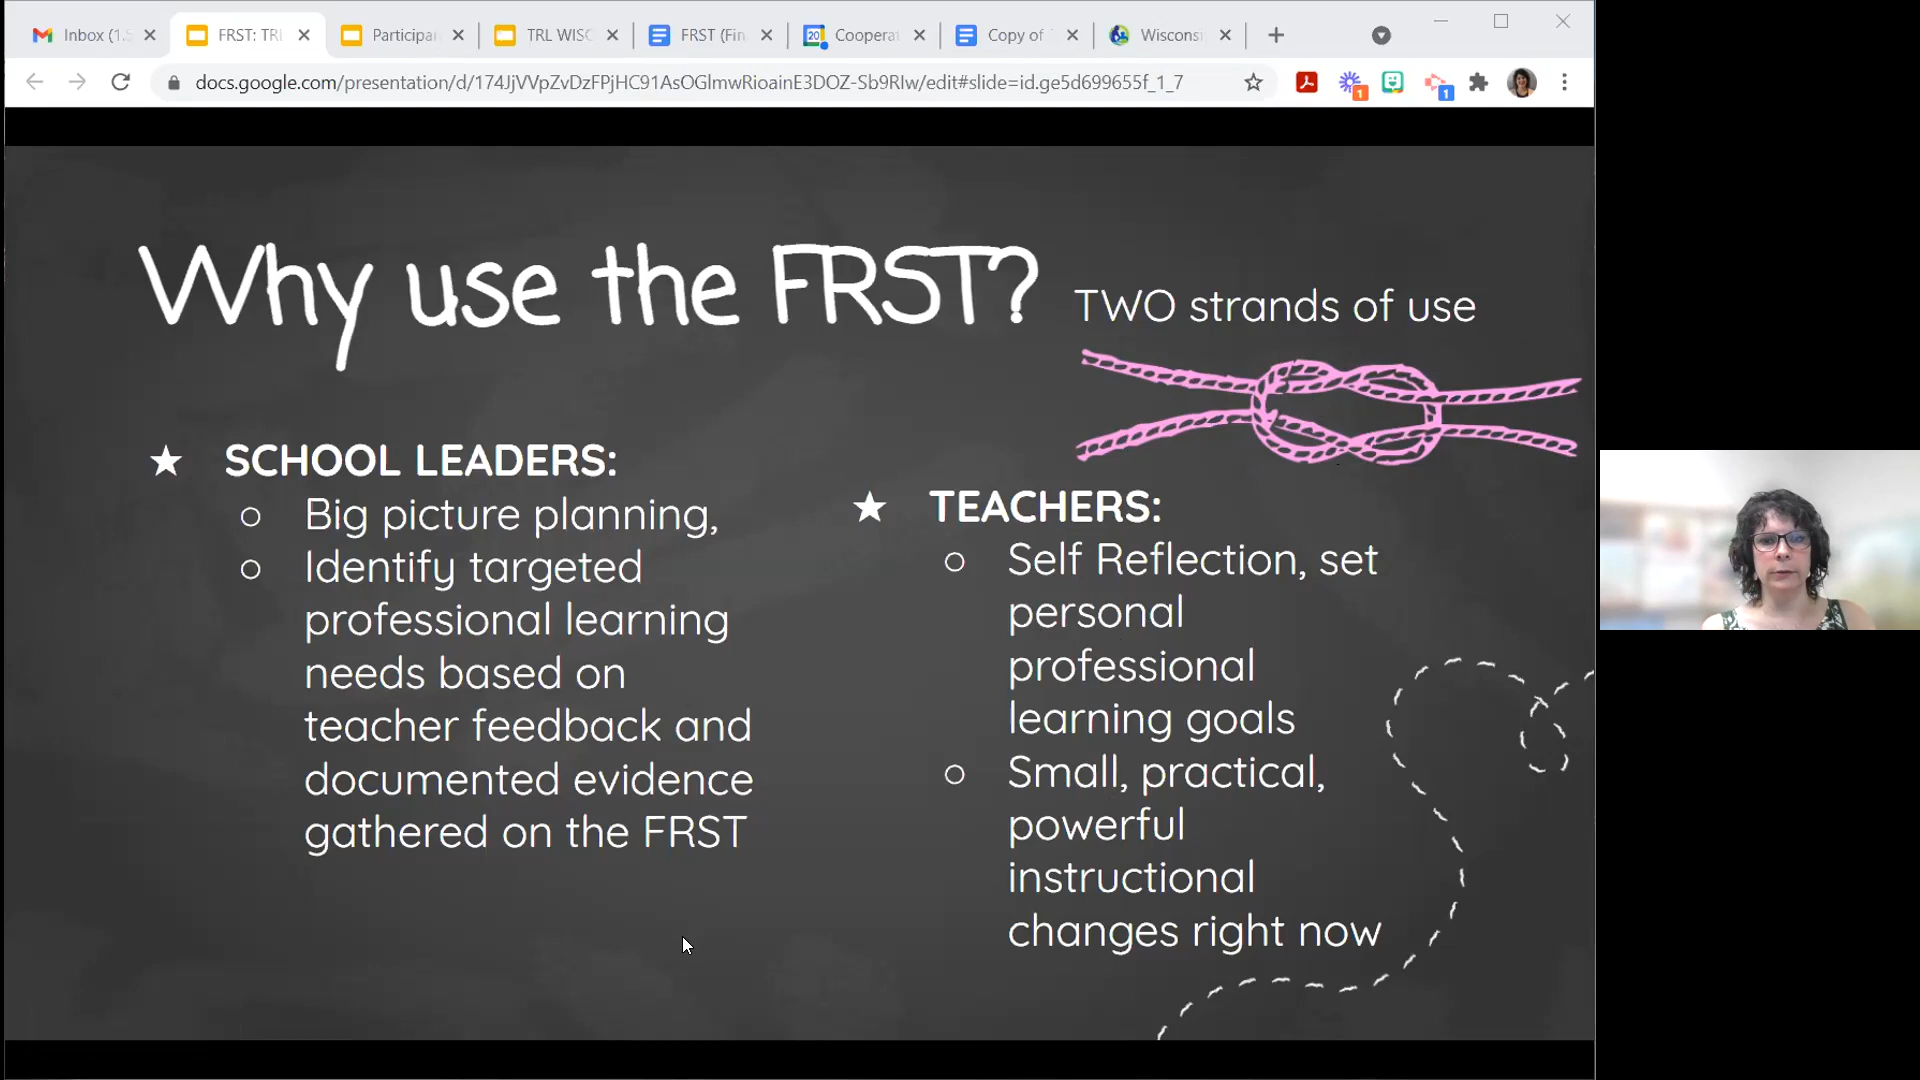 Inbox (1.
FRST: TRL
Participan
TRL WISC
FRST (Fin
Coopera
Copy of
Wisconsi
docs.google.com/presentation/d/174JjVVpZvDzFPjHC91AsOGlmwRioainE3DOZ-Sb9RIw/edit#slide=id.ge5d699655f_1_7
1
1
Why use the FRST?
TWO strands of use
SCHOOL LEADERS:
Big picture planning,
Identify targeted
professional learning
needs based on
teacher feedback and
documented evidence
gathered on the FRST
TEACHERS:
Self Reflection, set
personal
professional
learning goals
Small, practical,
powerful
instructional
changes right now